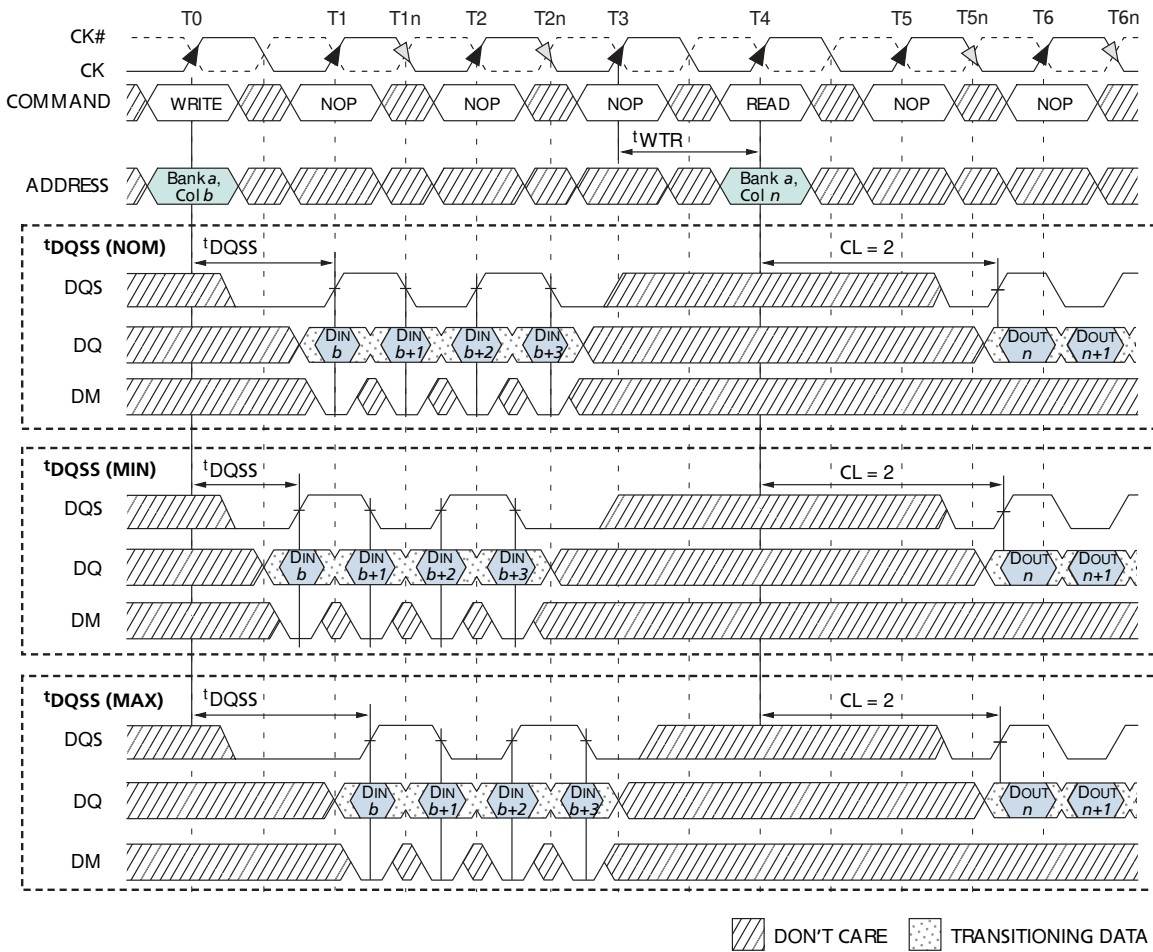 T0 T1 T1n T2 T2n T3 T4 T5 T5n T6 T6n
CK#
CK
COMMAND WRITE NOP NOP NOP READ NOP NOP
tWTR
ADDRESS Bank a, Col b Bank a, Col n
tDQSS (NOM) tDQSS CL = 2
DQS
DQ DIN b DIN b+1 DIN b+2 DIN b+3 DOUT n DOUT n+1
DM
tDQSS (MIN) tDQSS CL = 2
DQS
DQ DIN b DIN b+1 DIN b+2 DIN b+3 DOUT n DOUT n+1
DM
tDQSS (MAX) tDQSS CL = 2
DQS
DQ DIN b DIN b+1 DIN b+2 DIN b+3 DOUT n DOUT n+1
DM
DON'T CARE TRANSITIONING DATA